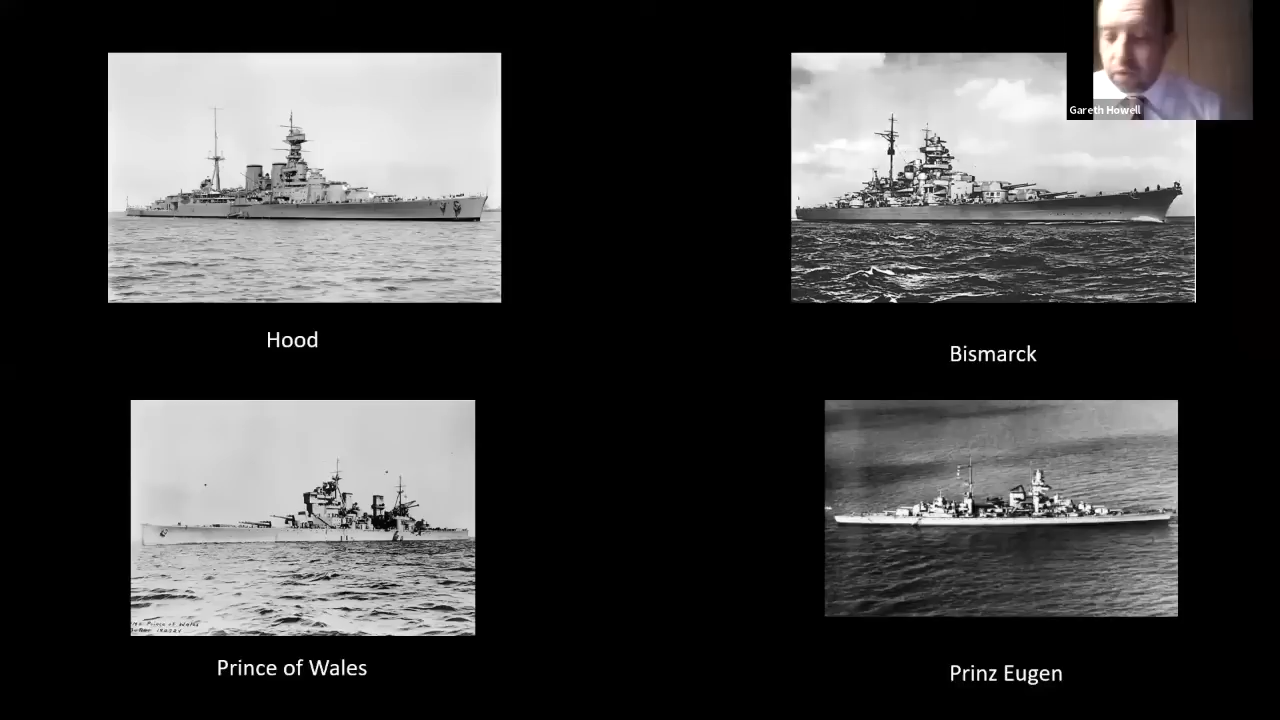 Gareth Howell
Hood
Bismarck
Prince of Wales
Prinz Eugen